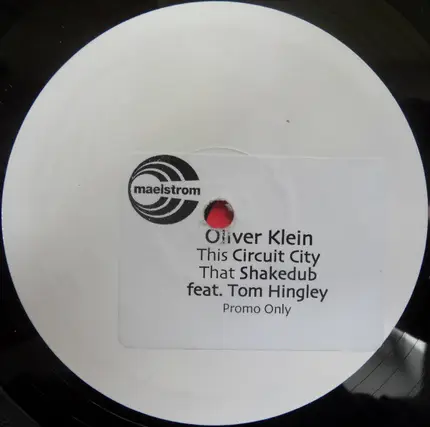 maelstrom
Oliver Klein
This Circuit City
That Shakedub
feat. Tom Hingley
Promo Only